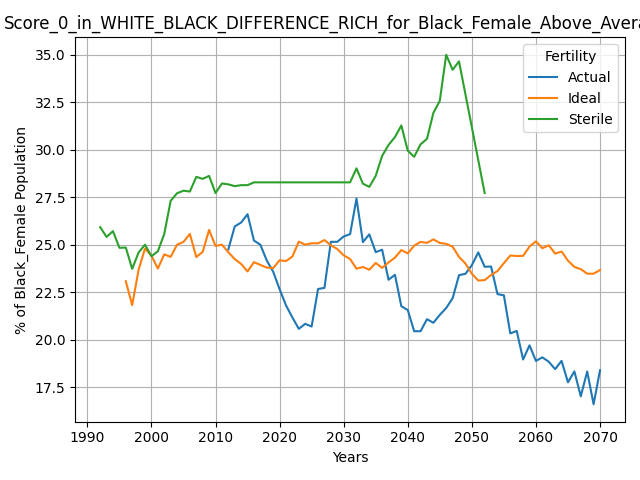 Score_0_in_WHITE_BLACK_DIFFERENCE_RICH_for_Black_Female_Above_Avera
Fertility
Actual
Ideal
Sterile
% of Black_Female Population
35.0
32.5
30.0
27.5
25.0
22.5
20.0
17.5
1990 2000 2010 2020 2030 2040 2050 2060 2070
Years